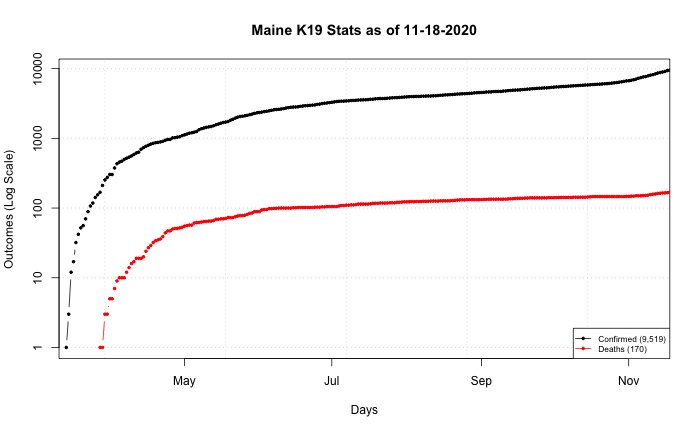 Maine K19 Stats as of 11-18-2020
Outcomes (Log Scale)
10000
1000
100
10
1
Confirmed (9,519)
Deaths (170)
May Jul Sep Nov
Days